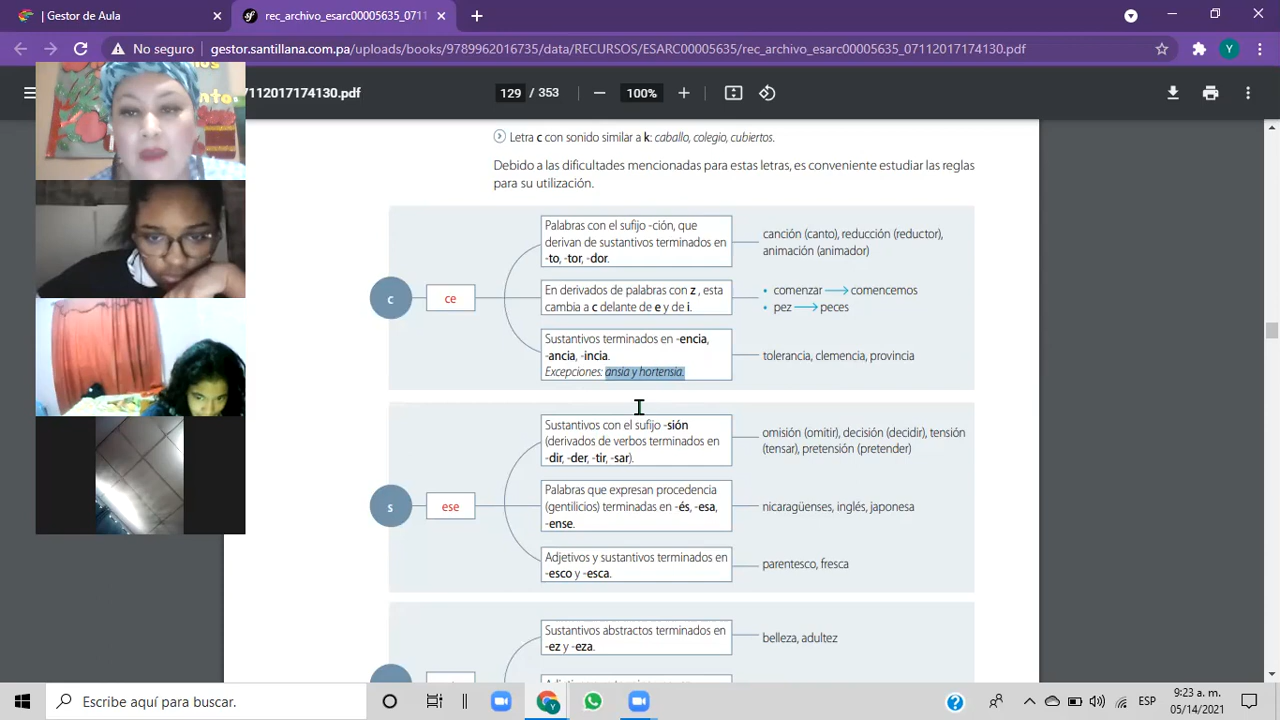 Gestor de Aula
rec_archivo_esarc00005635_0711
No seguro
gestor.santillana.com.pa/uploads/books/9789962016735/data/RECURSOS/ESARC00005635/rec_archivo_esarc00005635_07112017174130.pdf
Y
112017174130.pdf
129 / 353
100%
Letra c con sonido similar a k: caballo, colegio, cubiertos.
Debido a las dificultades mencionadas para estas letras, es conveniente estudiar las reglas
para su utilización.
c
ce
Palabras con el sufijo -ción, que
derivan de sustantivos terminados en
-to, -tor, -dor.
canción (canto), reducción (reductor),
animación (animador)
En derivados de palabras con z , esta
cambia a c delante de e y de i.
• comenzar → comencemos
• pez → peces
Sustantivos terminados en -encia,
-ancia, -incia.
Excepciones: ansia y hortensia.
tolerancia, clemencia, provincia
s
ese
Sustantivos con el sufijo -sión
(derivados de verbos terminados en
-dir, -der, -tir, -sar).
omisión (omitir), decisión (decidir), tensión
(tensar), pretensión (pretender)
Palabras que expresan procedencia
(gentilicios) terminadas en -és, -esa,
-ense.
nicaragüenses, inglés, japonesa
Adjetivos y sustantivos terminados en
-esco y -esca.
parentesco, fresca
Sustantivos abstractos terminados en
-ez y -eza.
belleza, adultez
Escribe aquí para buscar.
ESP
9:23 a. m.
05/14/2021